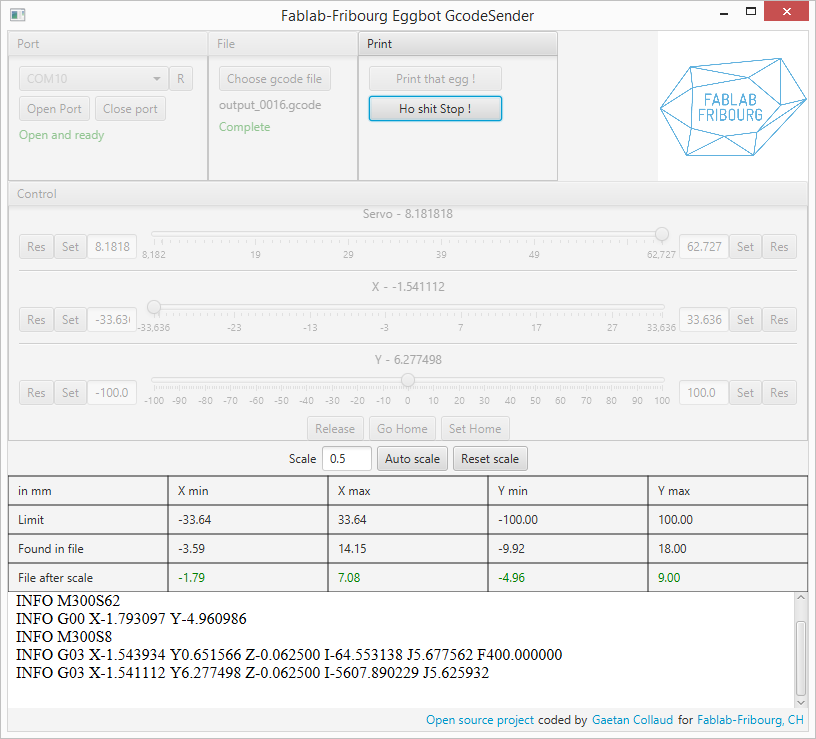 Fablab-Fribourg Eggbot GcodeSender
Port
File
Print
COM10
R
Choose gcode file
Print that egg !
Open Port
Close port
output_0016.gcode
Ho shit Stop !
Open and ready
Complete
FABLAB
FRIBOURG
Control
Servo - 8.181818
Res Set 8.1818
8,182 19 29 39 49 62,727
62.727 Set Res
X - -1.541112
Res Set -33.63
-33,636 -23 -13 -3 7 17 27 33,636
33.636 Set Res
Y - 6.277498
Res Set -100.0
-100 -90 -80 -70 -60 -50 -40 -30 -20 -10 0 10 20 30 40 50 60 70 80 90 100
100.0 Set Res
Release Go Home Set Home
Scale 0.5 Auto scale Reset scale
in mm X min X max Y min Y max
Limit -33.64 33.64 -100.00 100.00
Found in file -3.59 14.15 -9.92 18.00
File after scale -1.79 7.08 -4.96 9.00
INFO M300S62
INFO G00 X-1.793097 Y-4.960986
INFO M300S8
INFO G03 X-1.543934 Y0.651566 Z-0.062500 I-64.553138 J5.677562 F400.000000
INFO G03 X-1.541112 Y6.277498 Z-0.062500 I-5607.890229 J5.625932
Open source project coded by Gaetan Collaud for Fablab-Fribourg, CH